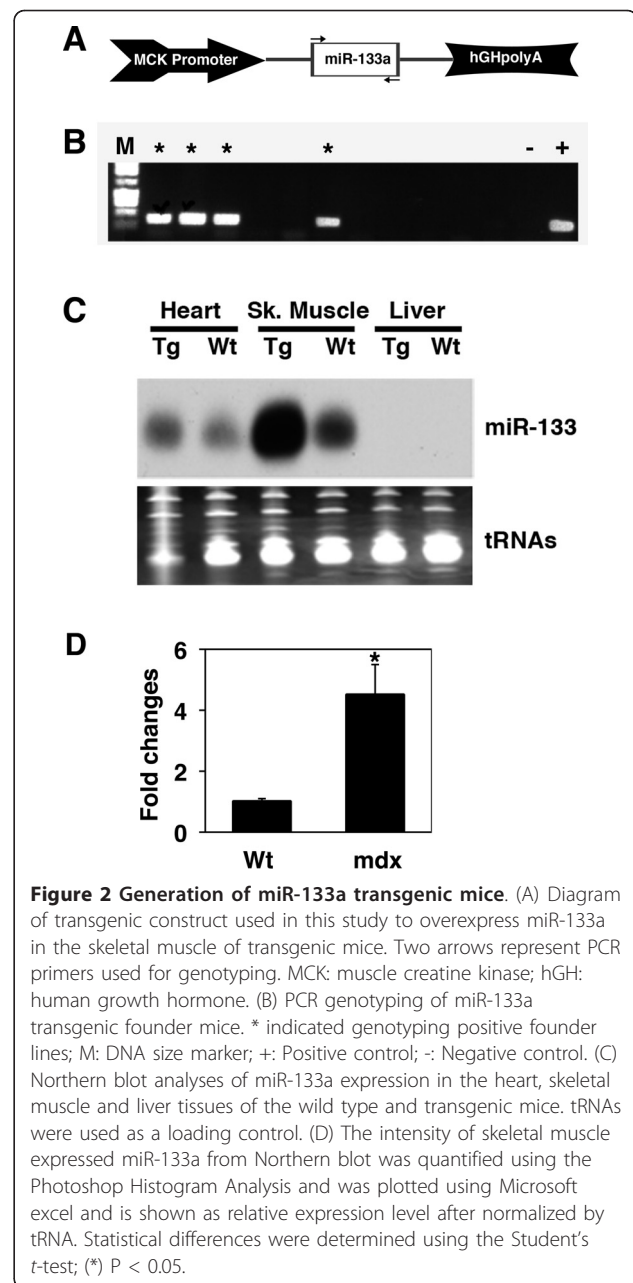 A
MCK Promoter
miR-133a
hGHpolyA
B
M * * * * - +
C
Heart Sk. Muscle Liver
Tg Wt Tg Wt Tg Wt
miR-133
tRNAs
D
6
4
2
0
Fold changes
*
Wt mdx
Figure 2 Generation of miR-133a transgenic mice. (A) Diagram
of transgenic construct used in this study to overexpress miR-133a
in the skeletal muscle of transgenic mice. Two arrows represent PCR
primers used for genotyping. MCK: muscle creatine kinase; hGH:
human growth hormone. (B) PCR genotyping of miR-133a
transgenic founder mice. * indicated genotyping positive founder
lines; M: DNA size marker; +: Positive control; -: Negative control. (C)
Northern blot analyses of miR-133a expression in the heart, skeletal
muscle and liver tissues of the wild type and transgenic mice. tRNAs
were used as a loading control. (D) The intensity of skeletal muscle
expressed miR-133a from Northern blot was quantified using the
Photoshop Histogram Analysis and was plotted using Microsoft
excel and is shown as relative expression level after normalized by
tRNA. Statistical differences were determined using the Student's
t-test; (*) P < 0.05.